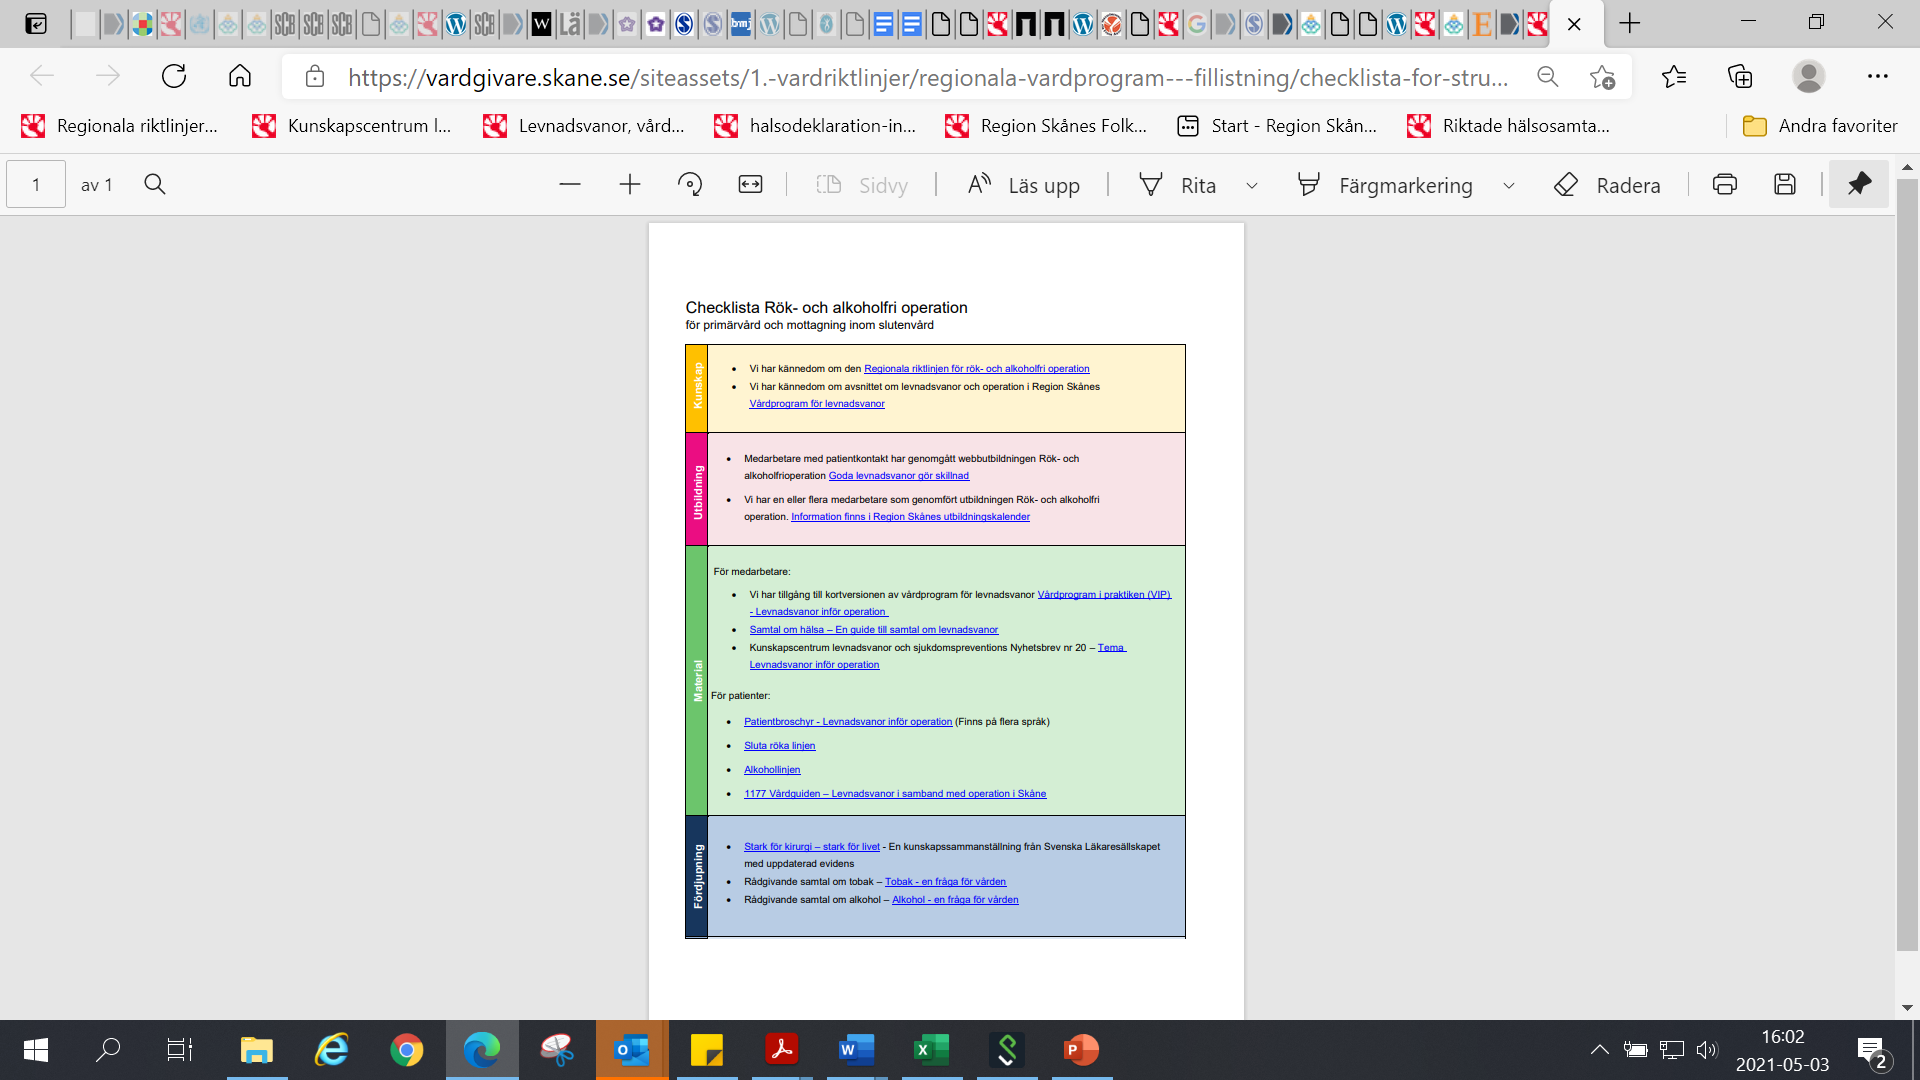 https://vardgivare.skane.se/siteassets/1.-vardriktlinjer/regionala-vardprogram---fillistning/checklista-for-stru...
Regionala riktlinjer... Kunskapscentrum l... Levnadsvanor, vård... halsodeklaration-in... Region Skånes Folk... Start - Region Skån... Riktade hälsosamta... Andra favoriter
1 av 1 Sidvy Läs upp Rita Färgmarkering Radera
Checklista Rök- och alkoholfri operation
för primärvård och mottagning inom slutenvård
Kunskap
• Vi har kännedom om den Regionala riktlinjen för rök- och alkoholfri operation
• Vi har kännedom om avsnittet om levnadsvanor och operation i Region Skånes
Vårdprogram för levnadsvanor
Utbildning
• Medarbetare med patientkontakt har genomgått webbutbildningen Rök- och
alkoholfrioperation Goda levnadsvanor gör skillnad
• Vi har en eller flera medarbetare som genomfört utbildningen Rök- och alkoholfri
operation. Information finns i Region Skånes utbildningskalender
Material
För medarbetare:
• Vi har tillgång till kortversionen av vårdprogram för levnadsvanor Vårdprogram i praktiken (VIP)
- Levnadsvanor inför operation
• Samtal om hälsa – En guide till samtal om levnadsvanor
• Kunskapscentrum levnadsvanor och sjukdomspreventions Nyhetsbrev nr 20 – Tema
Levnadsvanor inför operation
För patienter:
• Patientbroschyr - Levnadsvanor inför operation (Finns på flera språk)
• Sluta röka linjen
• Alkohollinjen
• 1177 Vårdguiden – Levnadsvanor i samband med operation i Skåne
Fördjupning
• Stark för kirurgi – stark för livet - En kunskapssammanställning från Svenska Läkaresällskapet
med uppdaterad evidens
• Rådgivande samtal om tobak – Tobak - en fråga för vården
• Rådgivande samtal om alkohol – Alkohol - en fråga för vården
16:02
2021-05-03
2